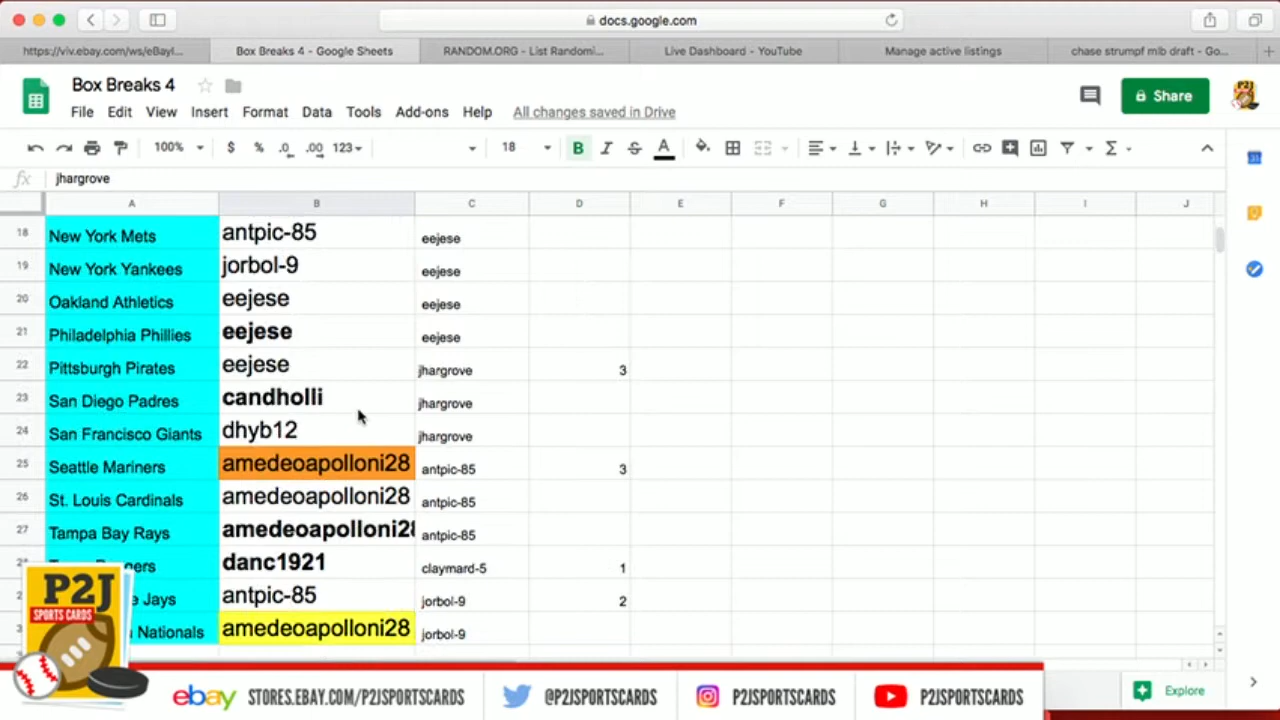 docs.google.com
https://viv.ebay.com/ws/eBayI...
Box Breaks 4 - Google Sheets
RANDOM.ORG - List Randomi...
Live Dashboard - YouTube
Manage active listings
chase strumpf mlb draft - Go...
Box Breaks 4
File Edit View Insert Format Data Tools Add-ons Help All changes saved in Drive
Share
100% $ % .0 .00 123 18 B I S A
fx jhargrove
A B C D E F G H I J
18 New York Mets antpic-85 eejese
19 New York Yankees jorbol-9 eejese
20 Oakland Athletics eejese eejese
21 Philadelphia Phillies eejese eejese
22 Pittsburgh Pirates eejese jhargrove 3
23 San Diego Padres candholli jhargrove
24 San Francisco Giants dhyb12 jhargrove
25 Seattle Mariners amedeoapolloni28 antpic-85 3
26 St. Louis Cardinals amedeoapolloni28 antpic-85
27 Tampa Bay Rays amedeoapolloni28 antpic-85
danc1921 claymard-5 1
Jays antpic-85 jorbol-9 2
Nationals amedeoapolloni28 jorbol-9
P2J
SPORTS CARDS
ebay STORES.EBAY.COM/P2JSPORTSCARDS
@P2JSPORTSCARDS
P2JSPORTSCARDS
P2JSPORTSCARDS
Explore